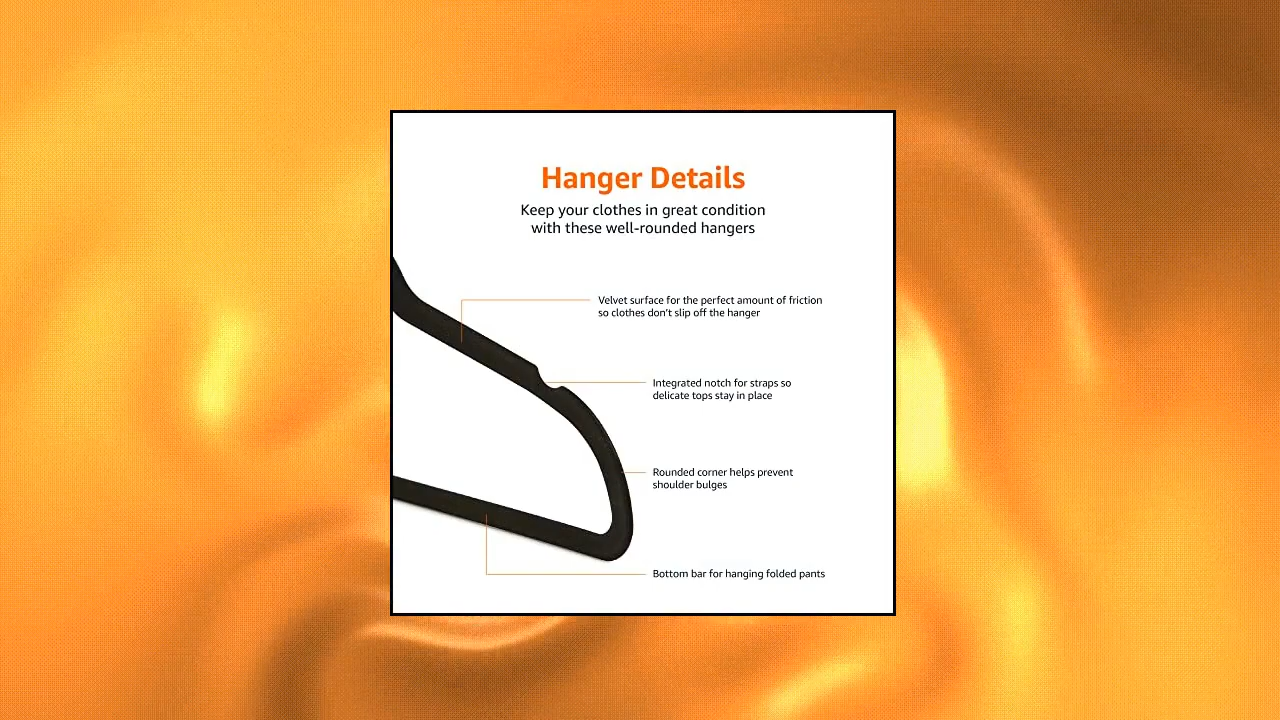 Hanger Details
Keep your clothes in great condition
with these well-rounded hangers
Velvet surface for the perfect amount of friction
so clothes don't slip off the hanger
Integrated notch for straps so
delicate tops stay in place
Rounded corner helps prevent
shoulder bulges
Bottom bar for hanging folded pants